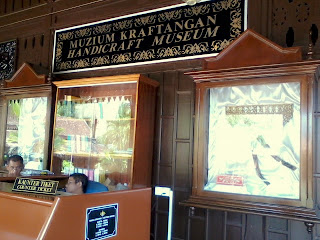 MUZIUM KRAFTANGAN
HANDICRAFT MUSEUM
KAUNTER TIKET
COUNTER TICKET